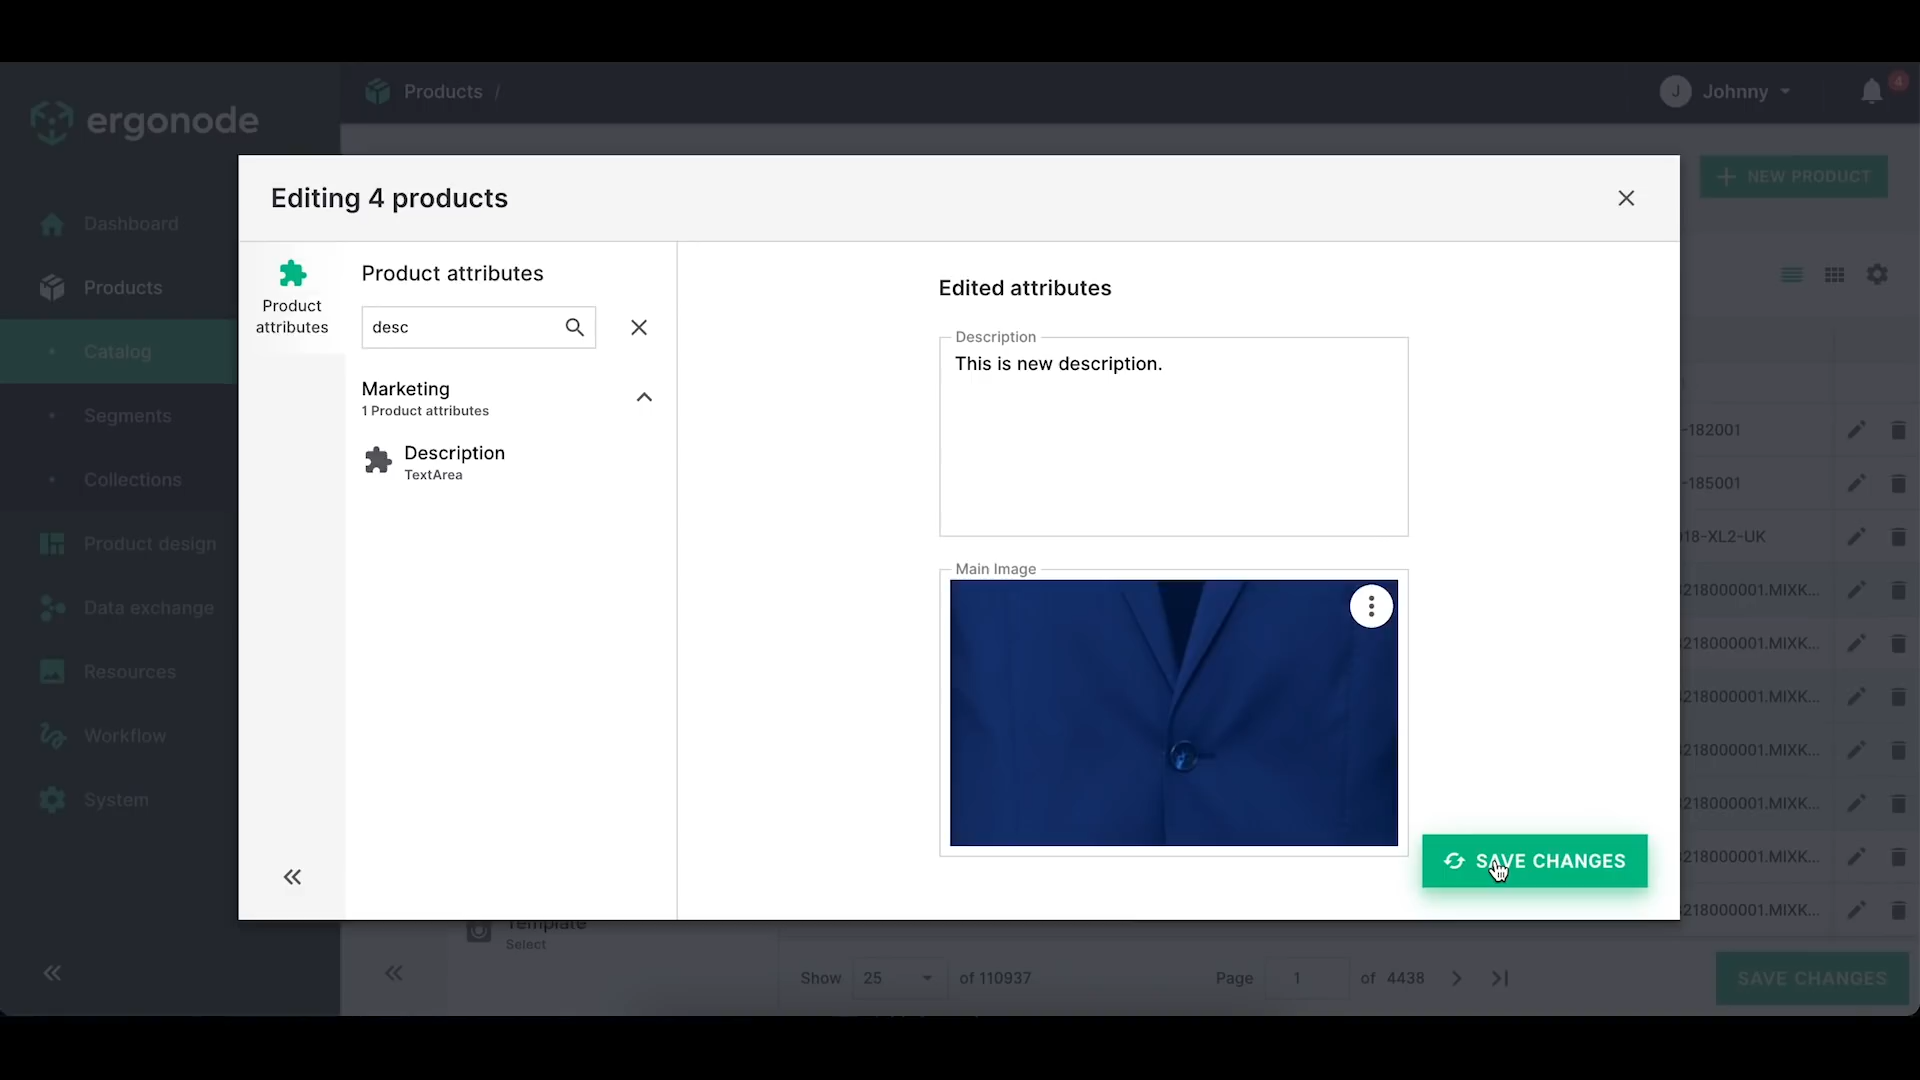 ergonode
Products /
J Johnny
4
NEW PRODUCT
Dashboard
Products
Catalog
Segments
Collections
Product design
Data exchange
Resources
Workflow
System
Editing 4 products
Product attributes
Product attributes
desc
Marketing
1 Product attributes
Description
TextArea
Edited attributes
Description
This is new description.
Main Image
SAVE CHANGES
-182001
-185001
18-XL2-UK
218000001.MIXK...
218000001.MIXK...
218000001.MIXK...
218000001.MIXK...
218000001.MIXK...
218000001.MIXK...
218000001.MIXK...
Template
Select
Show 25 of 110937
Page 1 of 4438
SAVE CHANGES